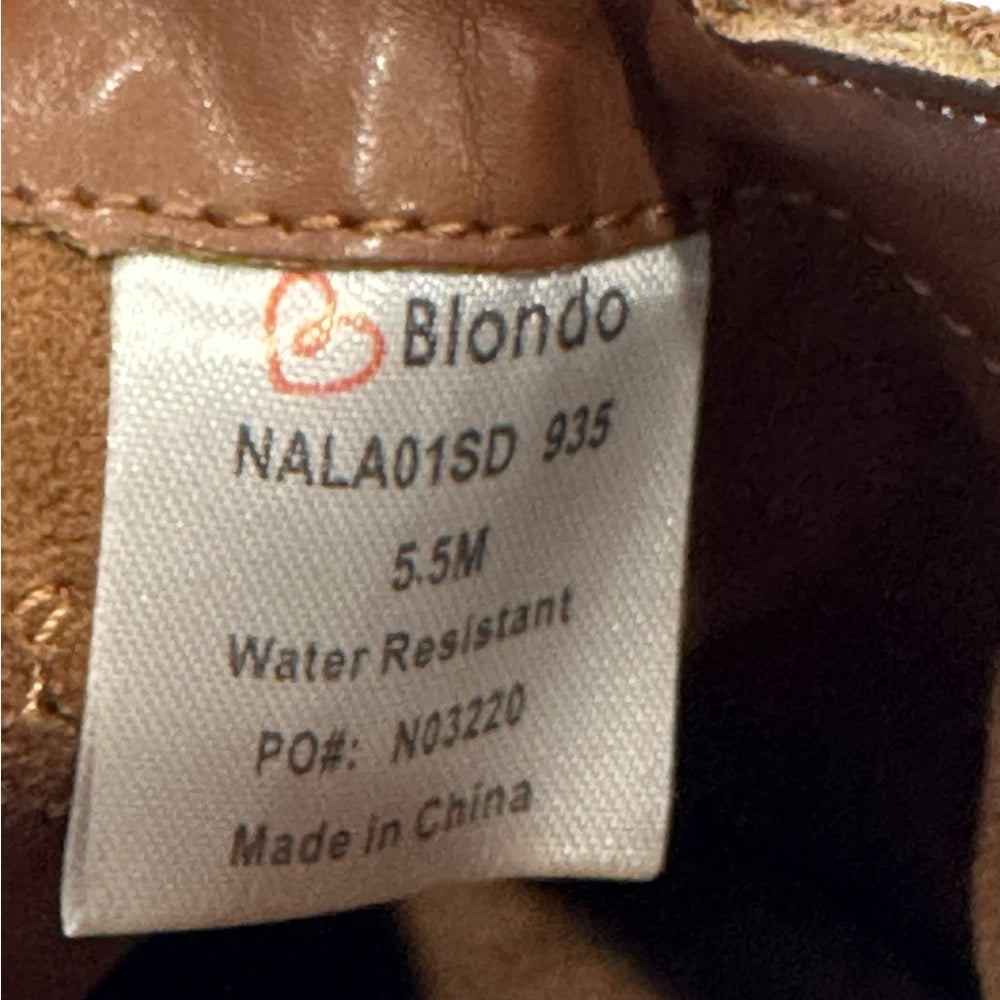 Blondo
NALA01SD 935
5.5M
Water Resistant
PO#: N03220
Made in China